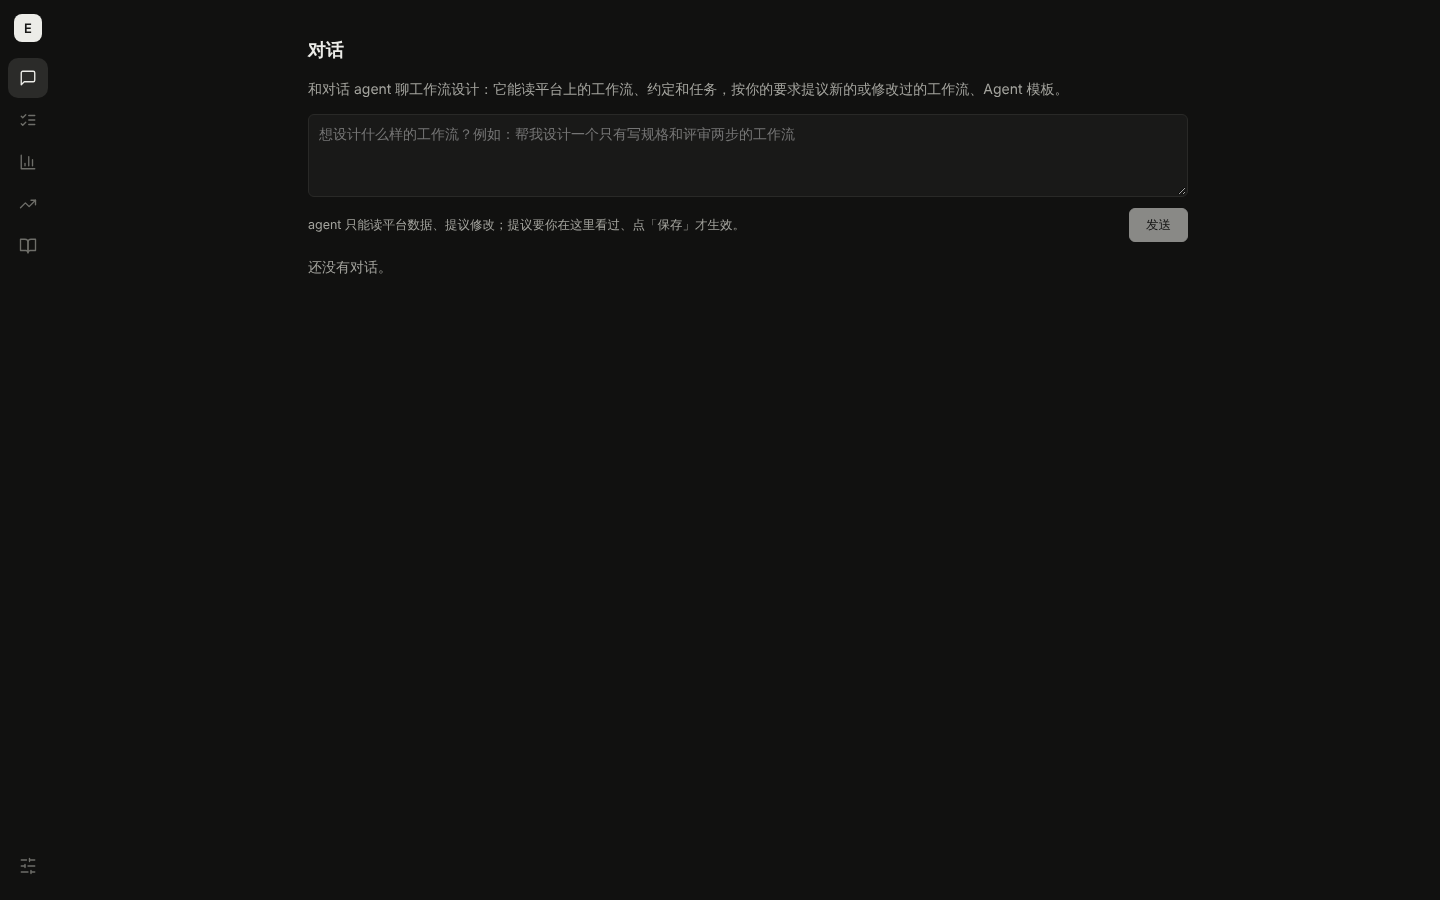 E
对话
和对话 agent 聊工作流设计：它能读平台上的工作流、约定和任务，按你的要求提议新的或修改过的工作流、Agent 模板。
想设计什么样的工作流？例如：帮我设计一个只有写规格和评审两步的工作流
agent 只能读平台数据、提议修改；提议要你在这里看过、点「保存」才生效。
发送
还没有对话。